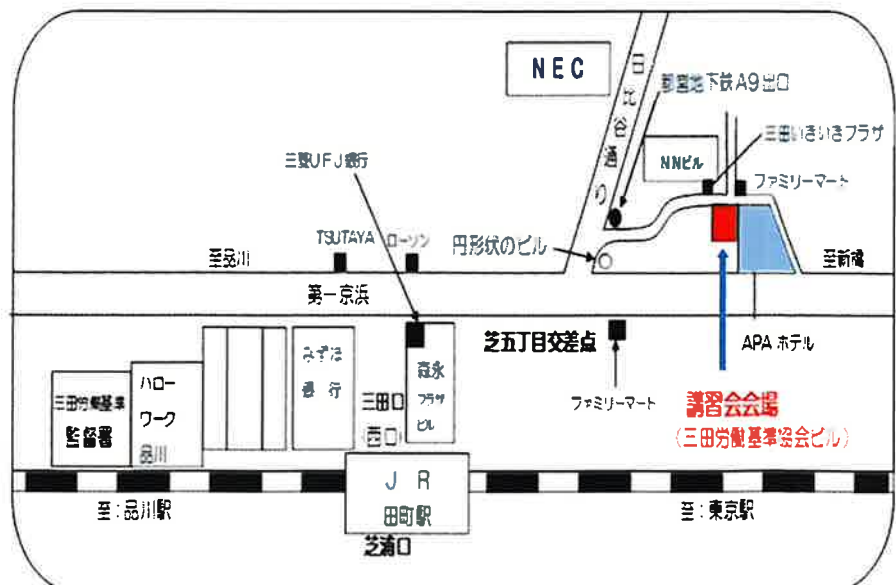 NEC
日比谷通り
都営地下鉄A9出口
三田いきいきプラザ
NNビル
ファミリーマート
三菱UFJ銀行
TSUTAYA
ローソン
円形状のビル
至品川
至新橋
第一京浜
芝五丁目交差点
APAホテル
みずほ
銀行
森永
プラザ
ビル
三田口
(西口)
ファミリーマート
講習会会場
(三田労働基準協会ビル)
三田労働基準
監督署
ハロー
ワーク
品川
JR
田町駅
至:品川駅
至:東京駅
芝浦口